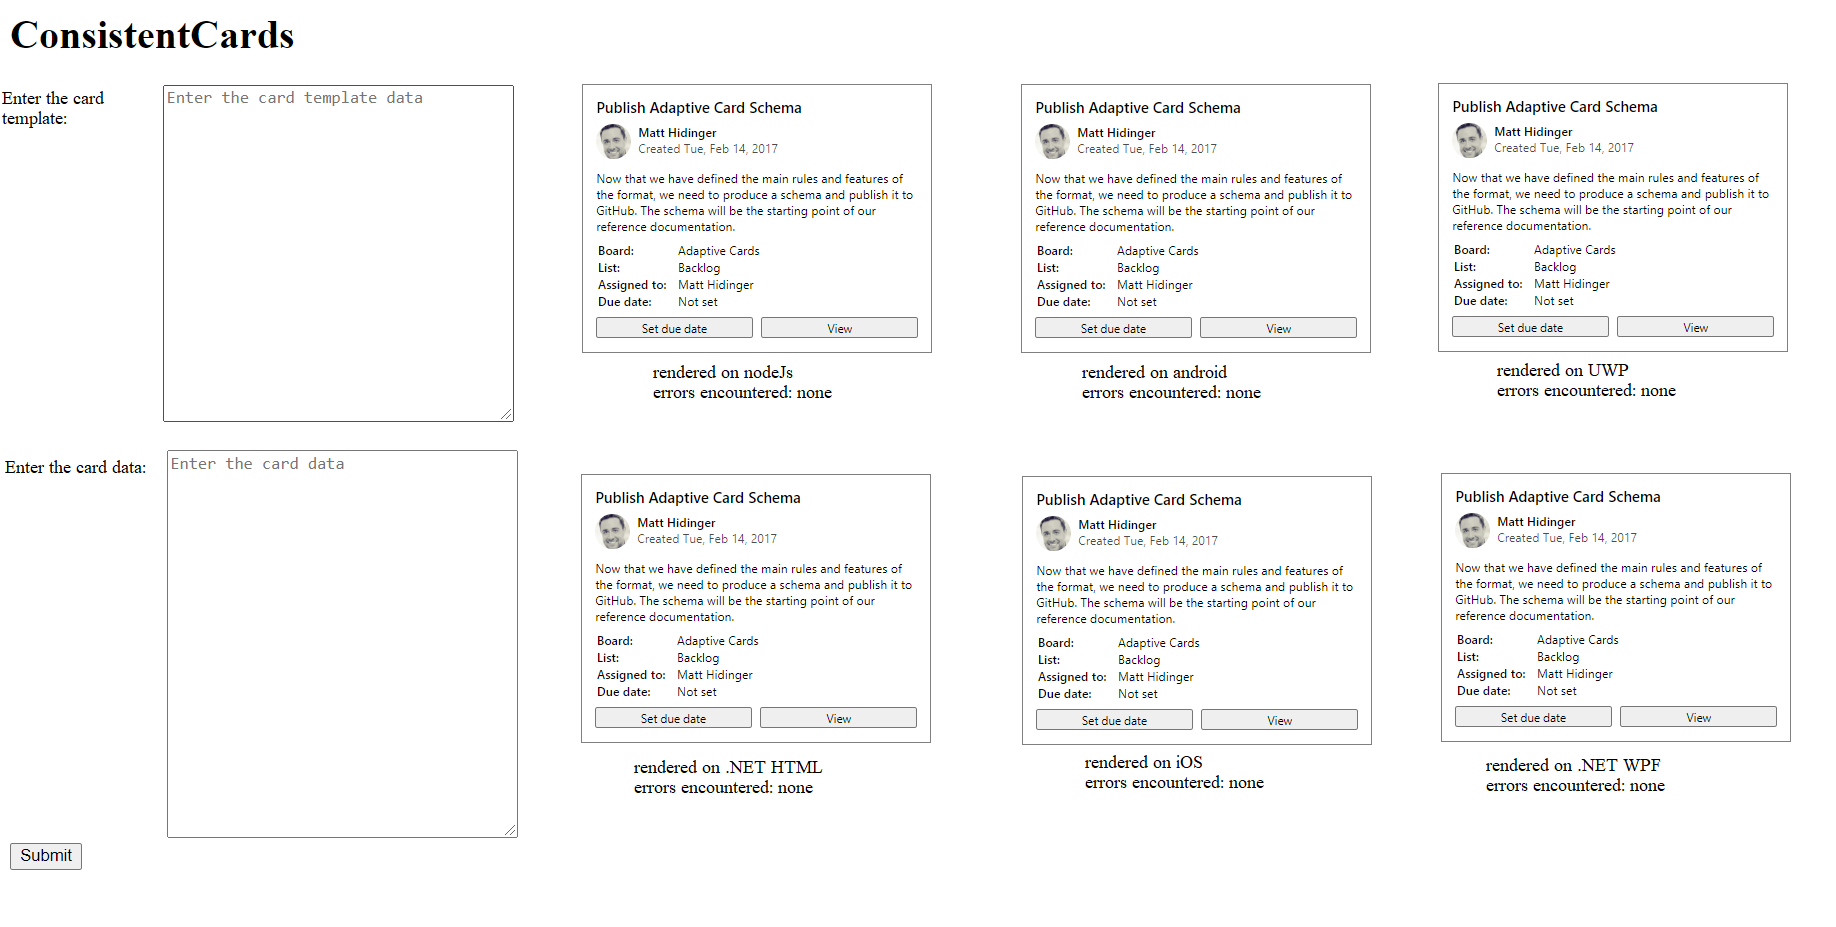 ConsistentCards
Enter the card
template:
Enter the card template data
Publish Adaptive Card Schema
Matt Hidinger
Created Tue, Feb 14, 2017
Now that we have defined the main rules and features of
the format, we need to produce a schema and publish it to
GitHub. The schema will be the starting point of our
reference documentation.
Board: Adaptive Cards
List: Backlog
Assigned to: Matt Hidinger
Due date: Not set
Set due date View
rendered on nodeJs
errors encountered: none
Publish Adaptive Card Schema
Matt Hidinger
Created Tue, Feb 14, 2017
Now that we have defined the main rules and features of
the format, we need to produce a schema and publish it to
GitHub. The schema will be the starting point of our
reference documentation.
Board: Adaptive Cards
List: Backlog
Assigned to: Matt Hidinger
Due date: Not set
Set due date View
rendered on android
errors encountered: none
Publish Adaptive Card Schema
Matt Hidinger
Created Tue, Feb 14, 2017
Now that we have defined the main rules and features of
the format, we need to produce a schema and publish it to
GitHub. The schema will be the starting point of our
reference documentation.
Board: Adaptive Cards
List: Backlog
Assigned to: Matt Hidinger
Due date: Not set
Set due date View
rendered on UWP
errors encountered: none
Enter the card data:
Enter the card data
Publish Adaptive Card Schema
Matt Hidinger
Created Tue, Feb 14, 2017
Now that we have defined the main rules and features of
the format, we need to produce a schema and publish it to
GitHub. The schema will be the starting point of our
reference documentation.
Board: Adaptive Cards
List: Backlog
Assigned to: Matt Hidinger
Due date: Not set
Set due date View
rendered on .NET HTML
errors encountered: none
Publish Adaptive Card Schema
Matt Hidinger
Created Tue, Feb 14, 2017
Now that we have defined the main rules and features of
the format, we need to produce a schema and publish it to
GitHub. The schema will be the starting point of our
reference documentation.
Board: Adaptive Cards
List: Backlog
Assigned to: Matt Hidinger
Due date: Not set
Set due date View
rendered on iOS
errors encountered: none
Publish Adaptive Card Schema
Matt Hidinger
Created Tue, Feb 14, 2017
Now that we have defined the main rules and features of
the format, we need to produce a schema and publish it to
GitHub. The schema will be the starting point of our
reference documentation.
Board: Adaptive Cards
List: Backlog
Assigned to: Matt Hidinger
Due date: Not set
Set due date View
rendered on .NET WPF
errors encountered: none
Submit